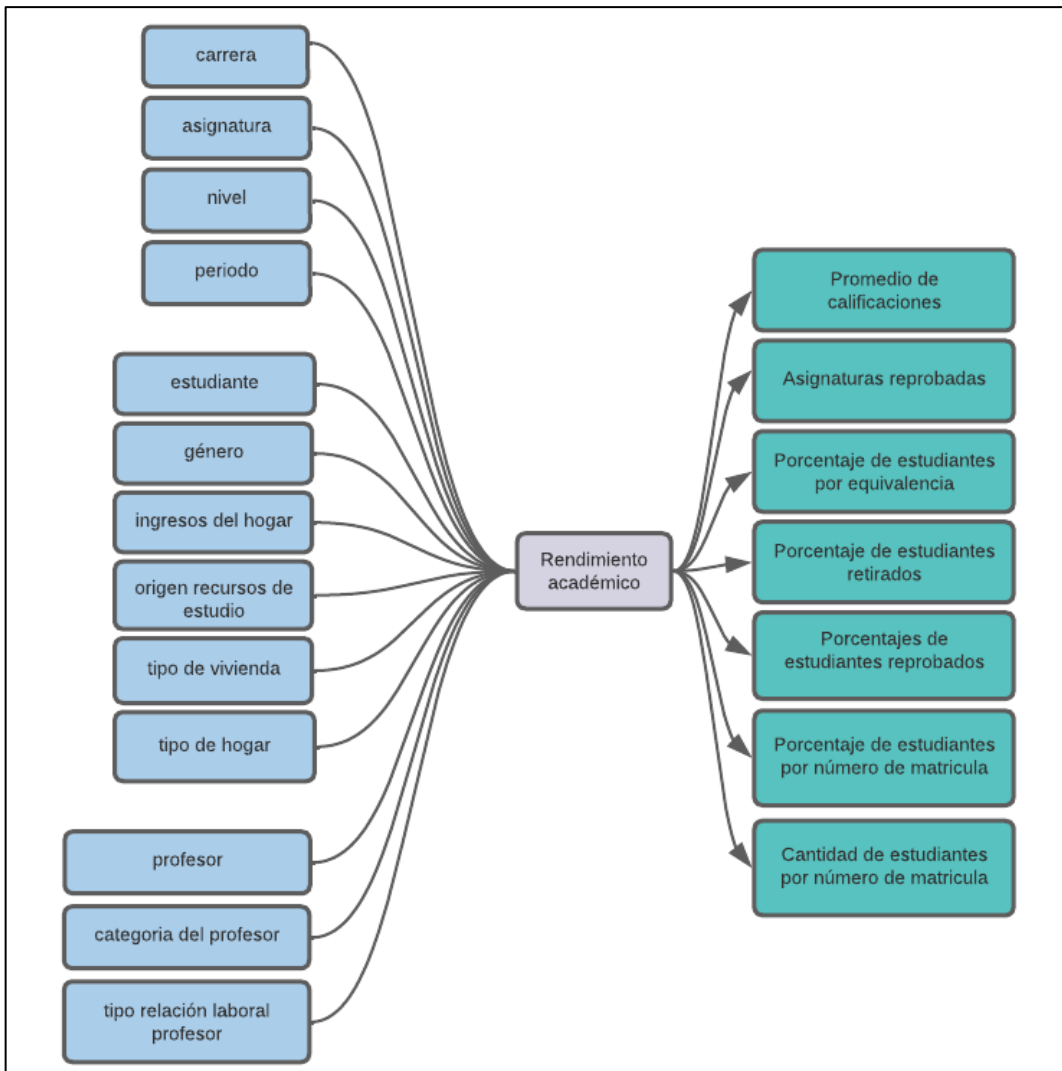 carrera
asignatura
nivel
periodo
estudiante
género
ingresos del hogar
origen recursos de
estudio
tipo de vivienda
tipo de hogar
profesor
categoria del profesor
tipo relación laboral
profesor
Rendimiento
académico
Promedio de
calificaciones
Asignaturas reprobadas
Porcentaje de estudiantes
por equivalencia
Porcentaje de estudiantes
retirados
Porcentajes de
estudiantes reprobados
Porcentaje de estudiantes
por número de matricula
Cantidad de estudiantes
por número de matricula